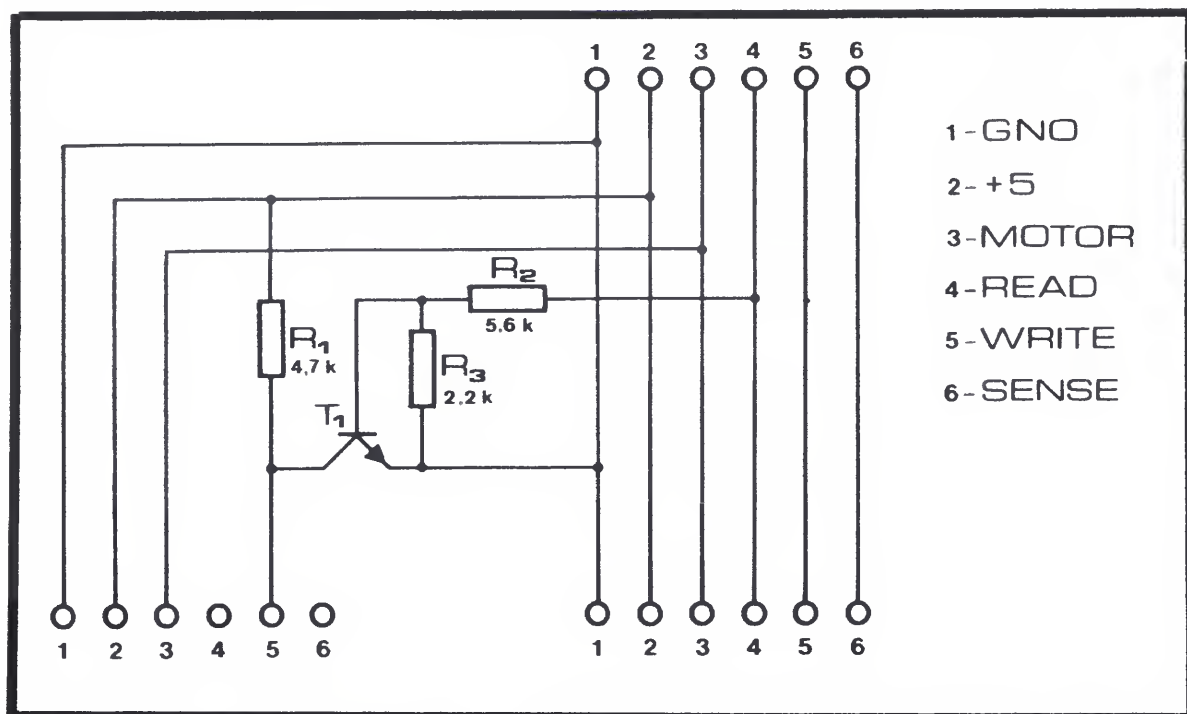 1 2 3 4 5 6
1-GNO
2-+5
3-MOTOR
4-READ
5-WRITE
6-SENSE
R2
5,6 k
R1
4,7 k
R3
2,2 k
T1
1 2 3 4 5 6
1 2 3 4 5 6